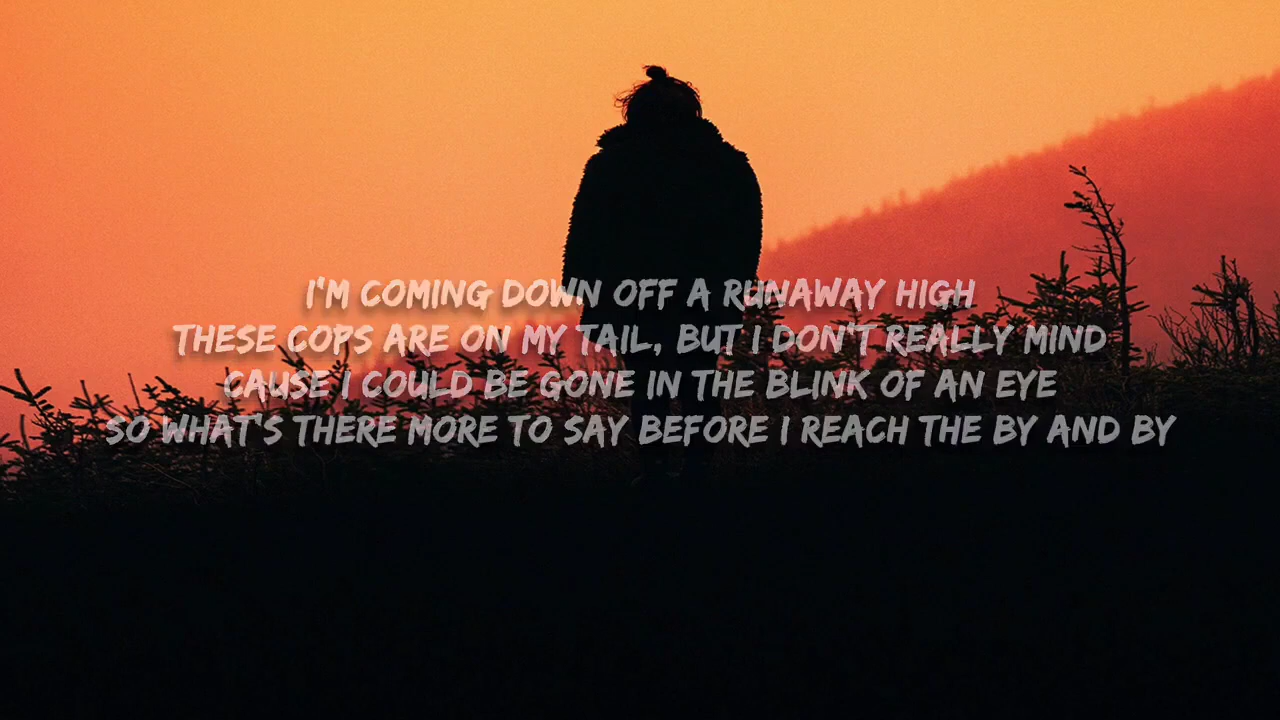 I'M COMING DOWN OFF A RUNAWAY HIGH
THESE COPS ARE ON MY TAIL, BUT I DON'T REALLY MIND
CAUSE I COULD BE GONE IN THE BLINK OF AN EYE
SO WHAT'S THERE MORE TO SAY BEFORE I REACH THE BY AND BY